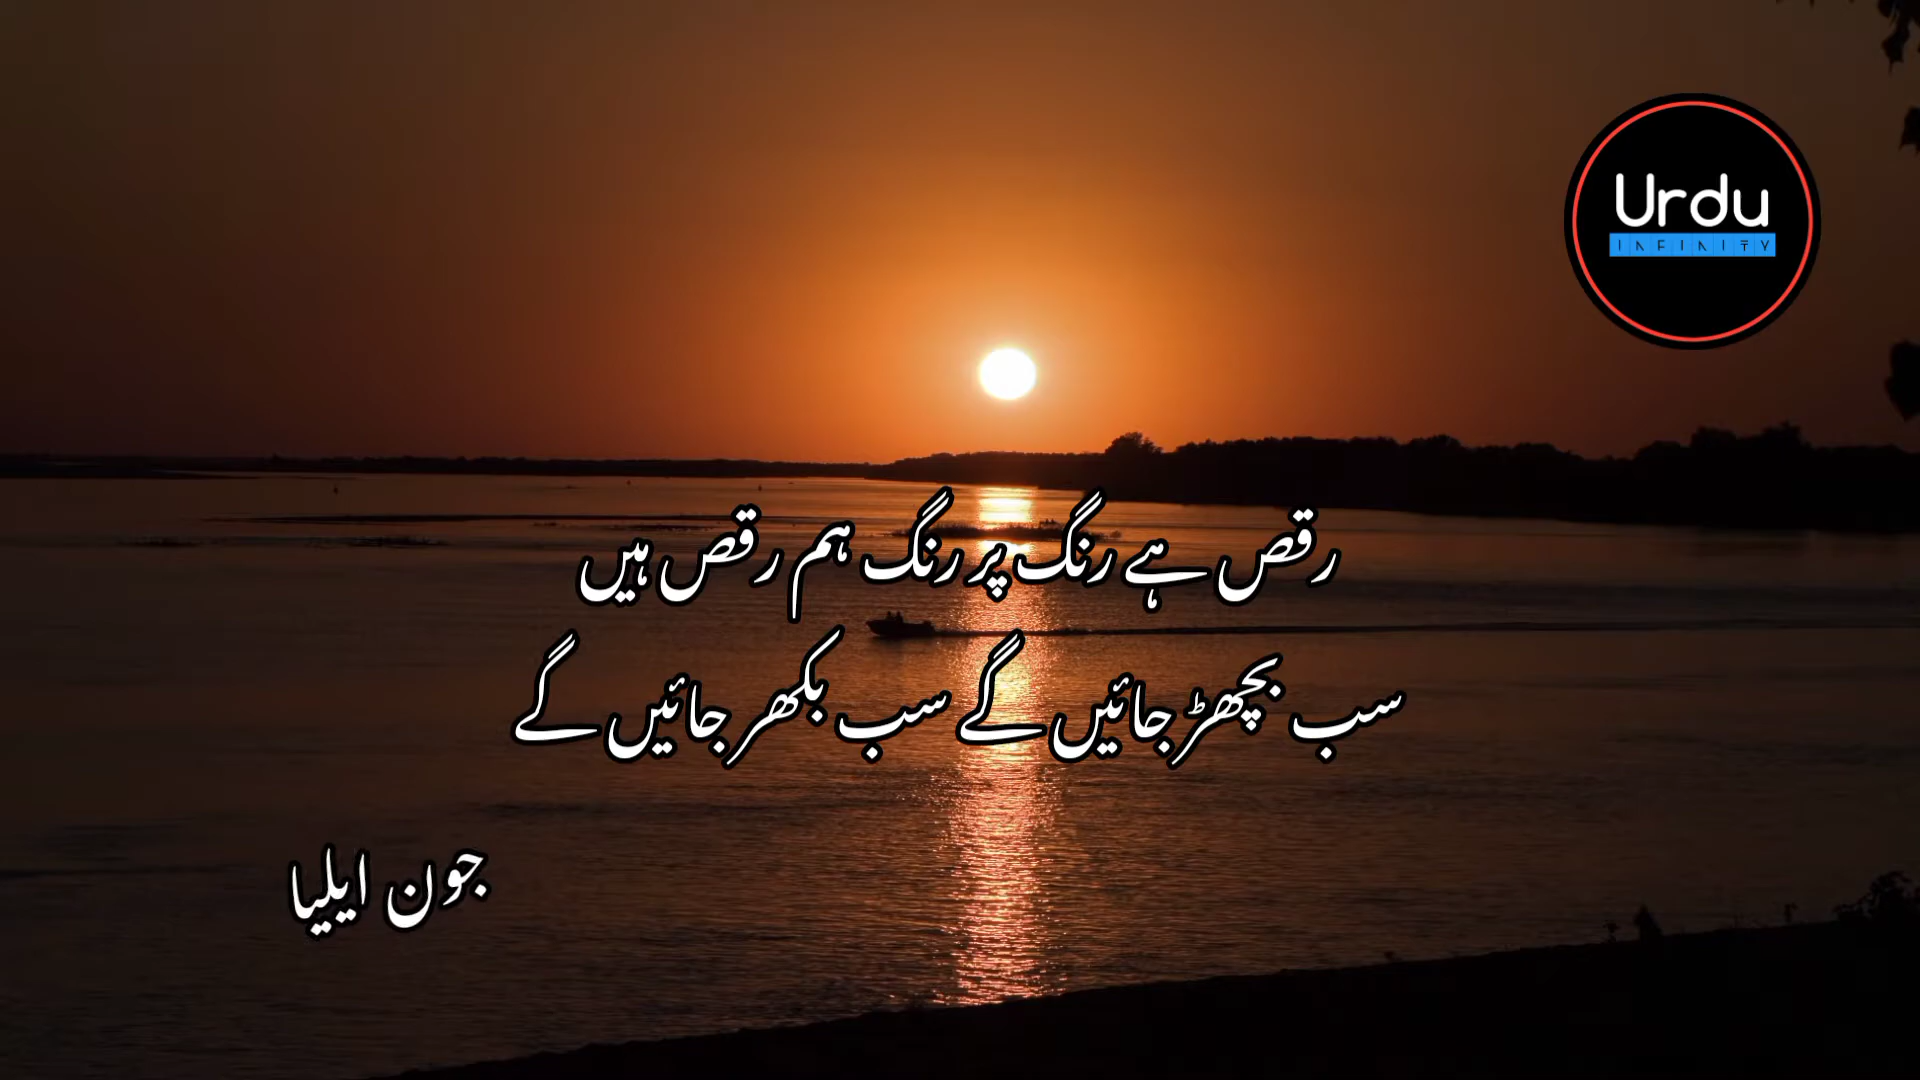 Urdu
INFINITY
رقص ہے رنگ پر رنگ ہم رقص ہیں
سب بچھڑ جائیں گے سب بکھر جائیں گے
جون ایلیا